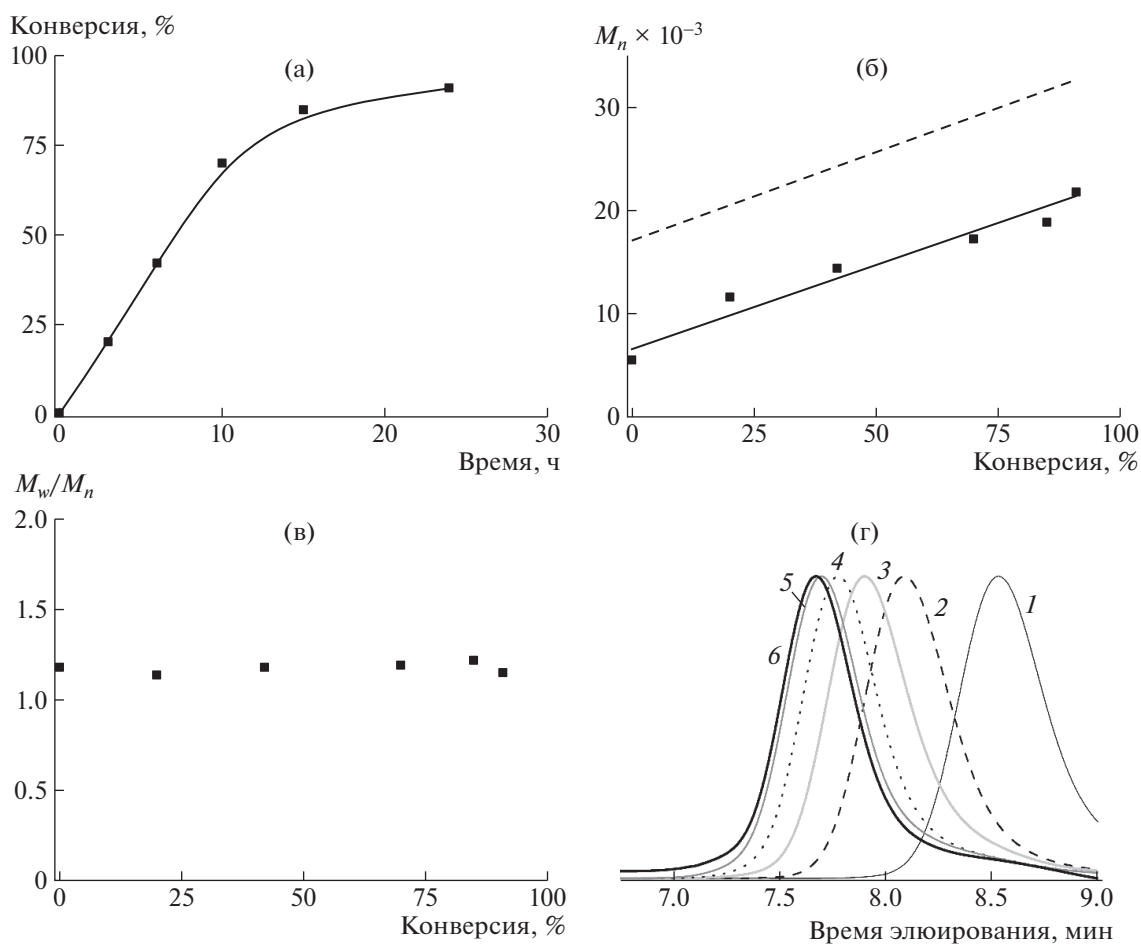 Конверсия, %
100
75
50
25
0
(а)
0 10 20 30
Время, ч
Mₙ × 10⁻³
30
20
10
0
(б)
0 25 50 75 100
Конверсия, %
M_w/Mₙ
2.0
1.5
1.0
0.5
0
(в)
0 25 50 75 100
Конверсия, %
(г)
1
2
3
4
5
6
7.0 7.5 8.0 8.5 9.0
Время элюирования, мин